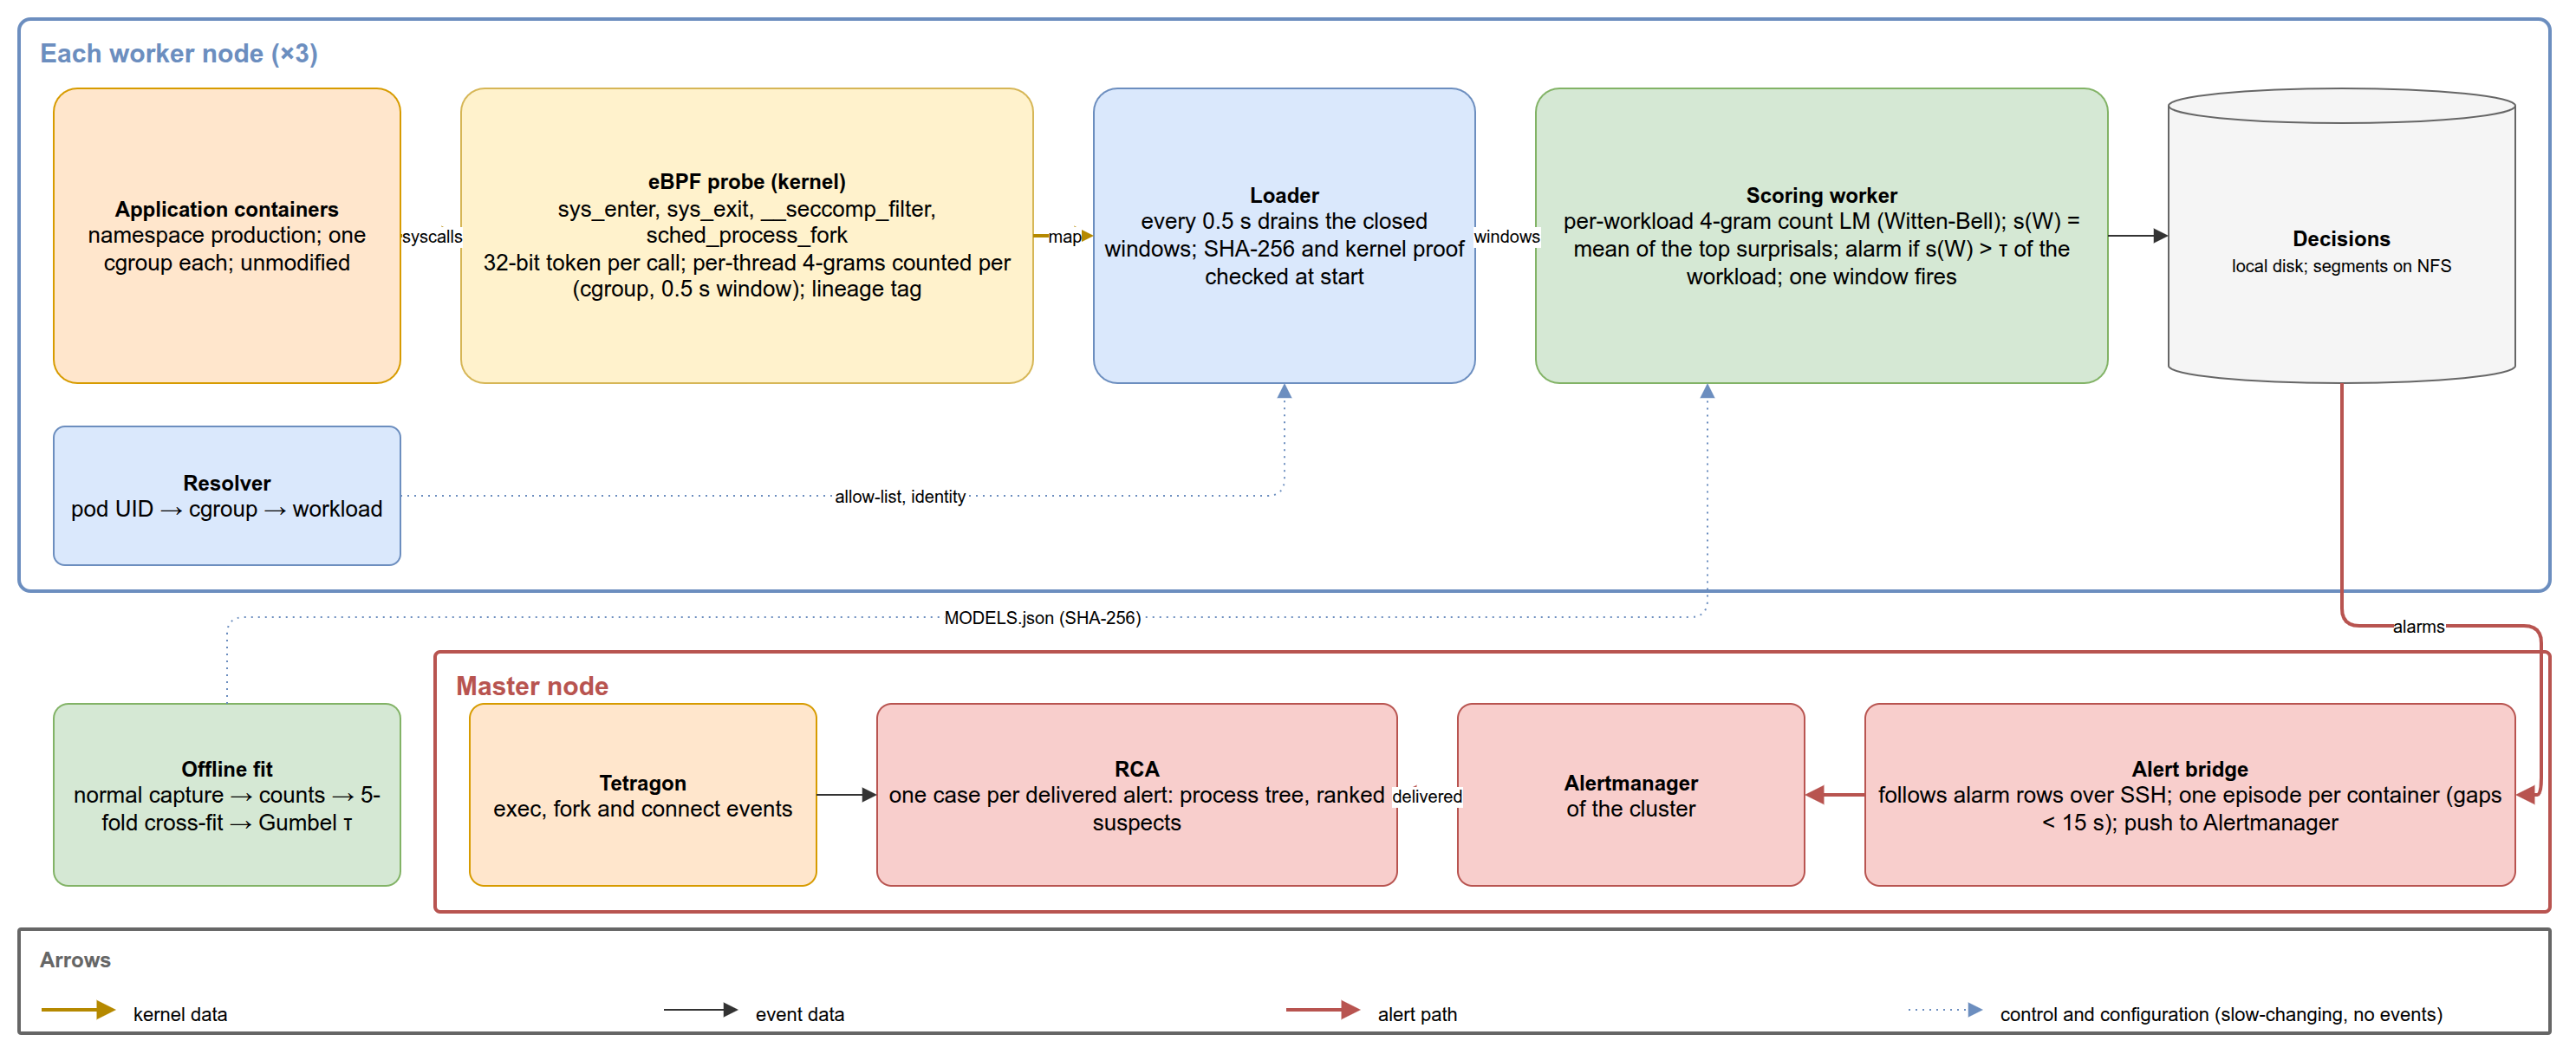 Each worker node (×3)
Application containers
namespace production; one
cgroup each; unmodified
syscalls
eBPF probe (kernel)
sys_enter, sys_exit, __seccomp_filter,
sched_process_fork
32-bit token per call; per-thread 4-grams counted per
(cgroup, 0.5 s window); lineage tag
map
Loader
every 0.5 s drains the closed
windows; SHA-256 and kernel proof
checked at start
windows
Scoring worker
per-workload 4-gram count LM (Witten-Bell); s(W) =
mean of the top surprisals; alarm if s(W) > τ of the
workload; one window fires
Decisions
local disk; segments on NFS
Resolver
pod UID → cgroup → workload
allow-list, identity
MODELS.json (SHA-256)
alarms
Offline fit
normal capture → counts → 5-
fold cross-fit → Gumbel τ
Master node
Tetragon
exec, fork and connect events
RCA
one case per delivered alert: process tree, ranked
suspects
delivered
Alertmanager
of the cluster
Alert bridge
follows alarm rows over SSH; one episode per container (gaps
< 15 s); push to Alertmanager
Arrows
kernel data
event data
alert path
control and configuration (slow-changing, no events)